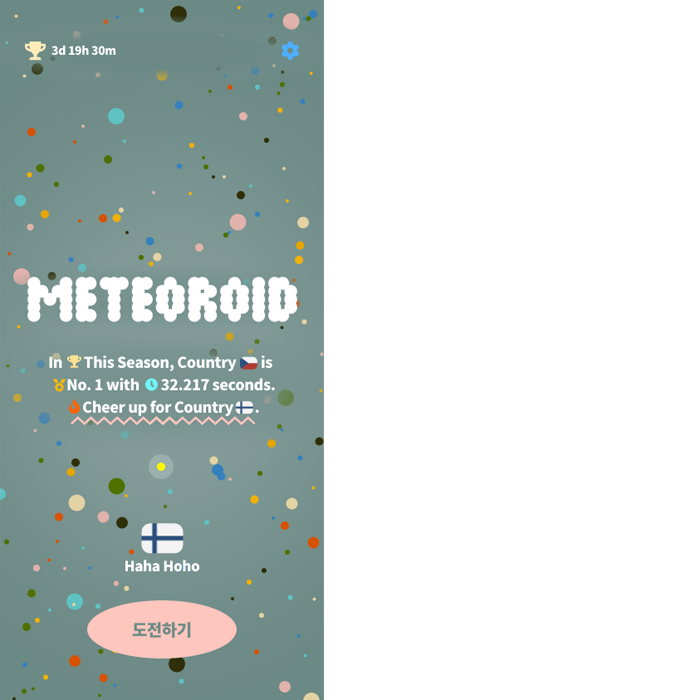 3d 19h 30m
METEOROID
In 🏆This Season, Country 🇨🇿 is
🏅No. 1 with 🕒 32.217 seconds.
🔥Cheer up for Country🇫🇮.
Haha Hoho
도전하기